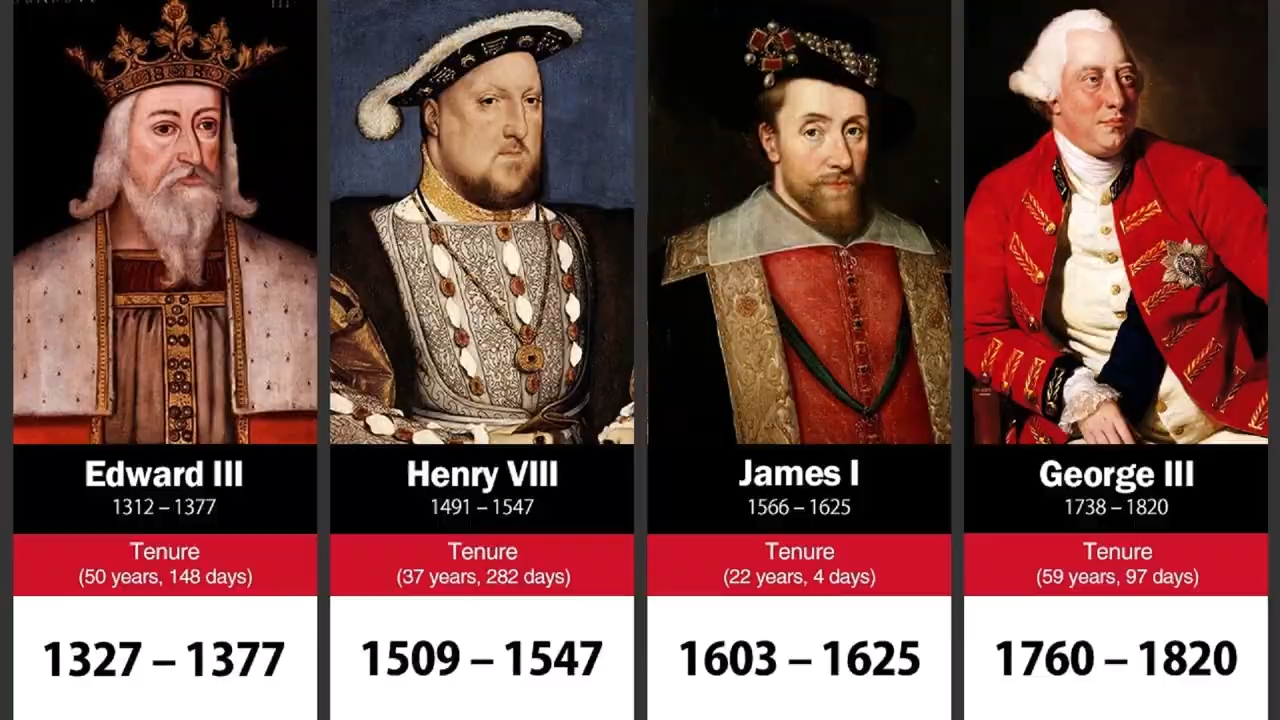 Edward III
1312 – 1377
Tenure
(50 years, 148 days)
1327 – 1377
Henry VIII
1491 – 1547
Tenure
(37 years, 282 days)
1509 – 1547
James I
1566 – 1625
Tenure
(22 years, 4 days)
1603 – 1625
George III
1738 – 1820
Tenure
(59 years, 97 days)
1760 – 1820